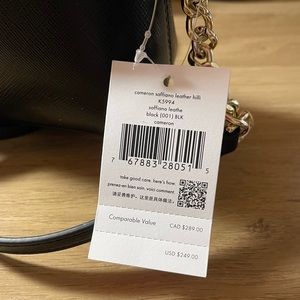 cameron saffiano leather hilli
K5994
saffiano leathe
black (001) BLK
cameron
7 67883 28051 5
take good care. here's how.
prenez-en bien soin. voici comment
请妥善维护。这里是具体做法。
Comparable Value
CAD $289.00
USD $249.00